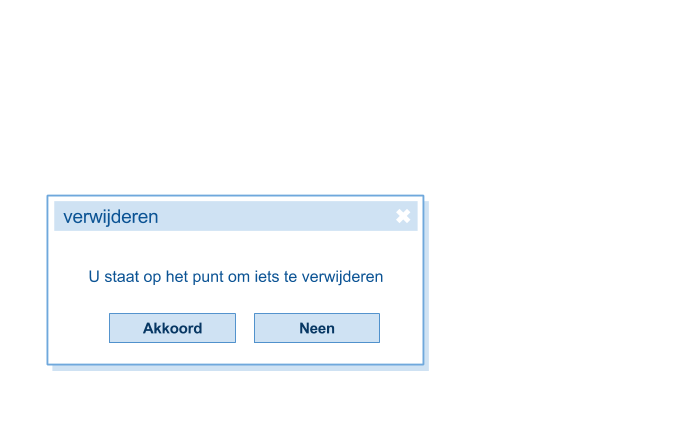 verwijderen
U staat op het punt om iets te verwijderen
Akkoord Neen